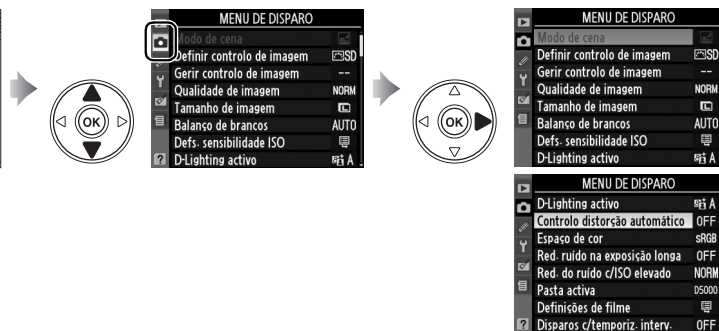 MENU DE DISPARO
Modo de cena
Definir controlo de imagem SD
Gerir controlo de imagem --
Qualidade de imagem NORM
Tamanho de imagem L
Balanço de brancos AUTO
Defs. sensibilidade ISO
D-Lighting activo A
OK
MENU DE DISPARO
Modo de cena
Definir controlo de imagem SD
Gerir controlo de imagem --
Qualidade de imagem NORM
Tamanho de imagem L
Balanço de brancos AUTO
Defs. sensibilidade ISO
D-Lighting activo A
OK
MENU DE DISPARO
D-Lighting activo A
Controlo distorção automático OFF
Espaço de cor sRGB
Red. ruído na exposição longa OFF
Red. do ruído c/ISO elevado NORM
Pasta activa D5000
Definições de filme
Disparos c/temporiz. interv. OFF